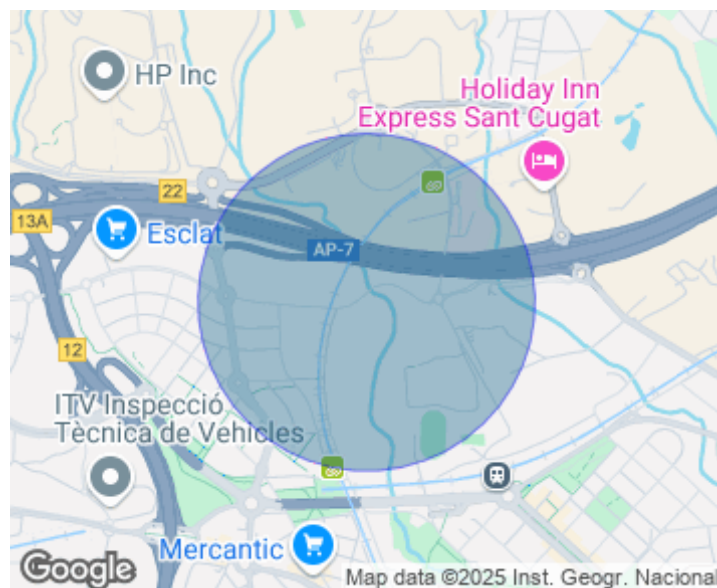 HP Inc
Holiday Inn
Express Sant Cugat
22
13A
Esclat
AP-7
12
ITV Inspecció
Tècnica de Vehicles
Mercantic
Google
Map data ©2025 Inst. Geogr. Nacional